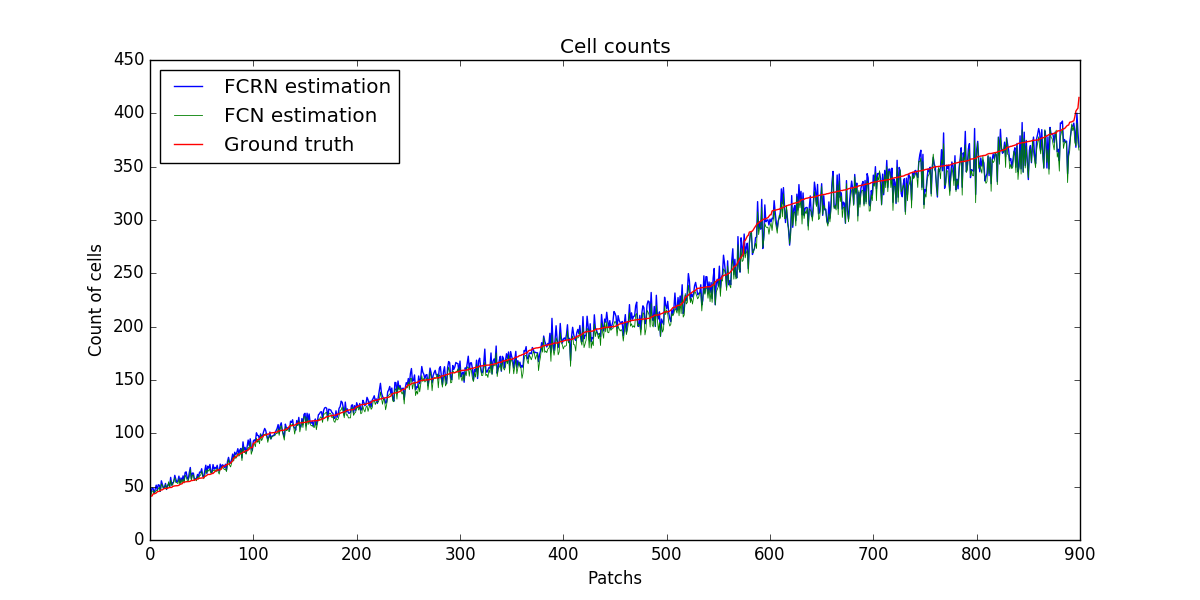 Cell counts
FCRN estimation
FCN estimation
Ground truth
450
400
350
300
250
200
150
100
50
0
Count of cells
0 100 200 300 400 500 600 700 800 900
Patchs